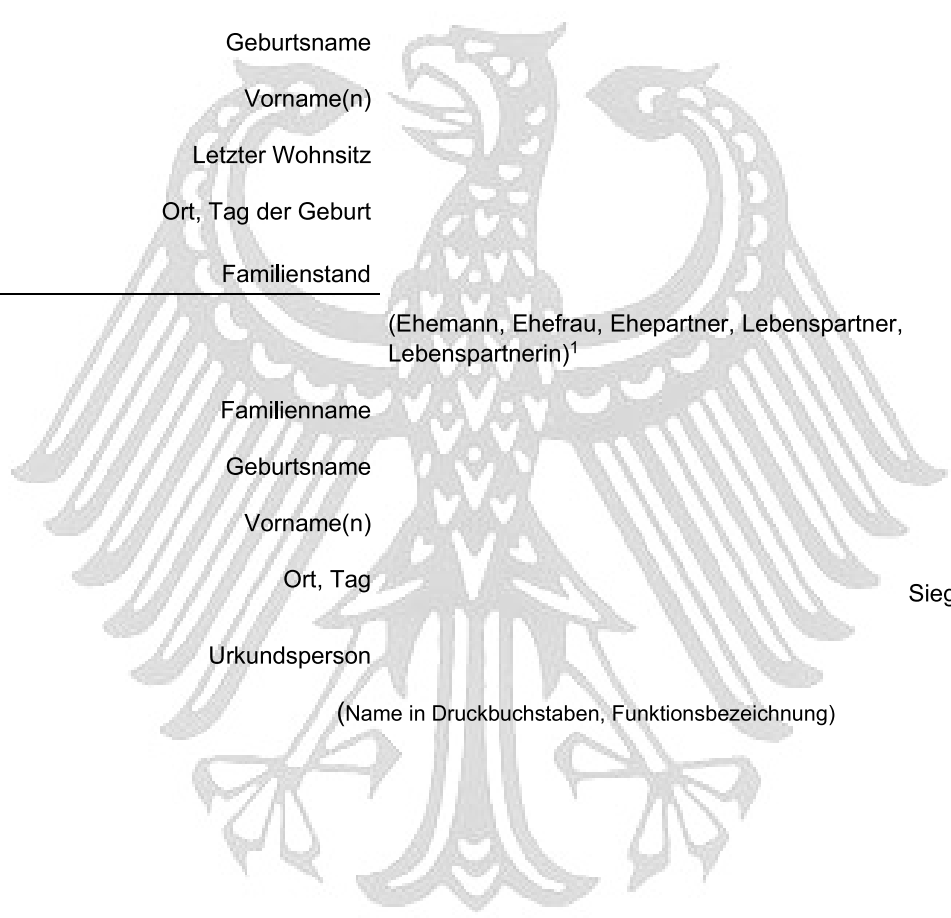 Geburtsname
Vorname(n)
Letzter Wohnsitz
Ort, Tag der Geburt
Familienstand
(Ehemann, Ehefrau, Ehepartner, Lebenspartner,
Lebenspartnerin)¹
Familienname
Geburtsname
Vorname(n)
Ort, Tag
Sieg
Urkundsperson
(Name in Druckbuchstaben, Funktionsbezeichnung)